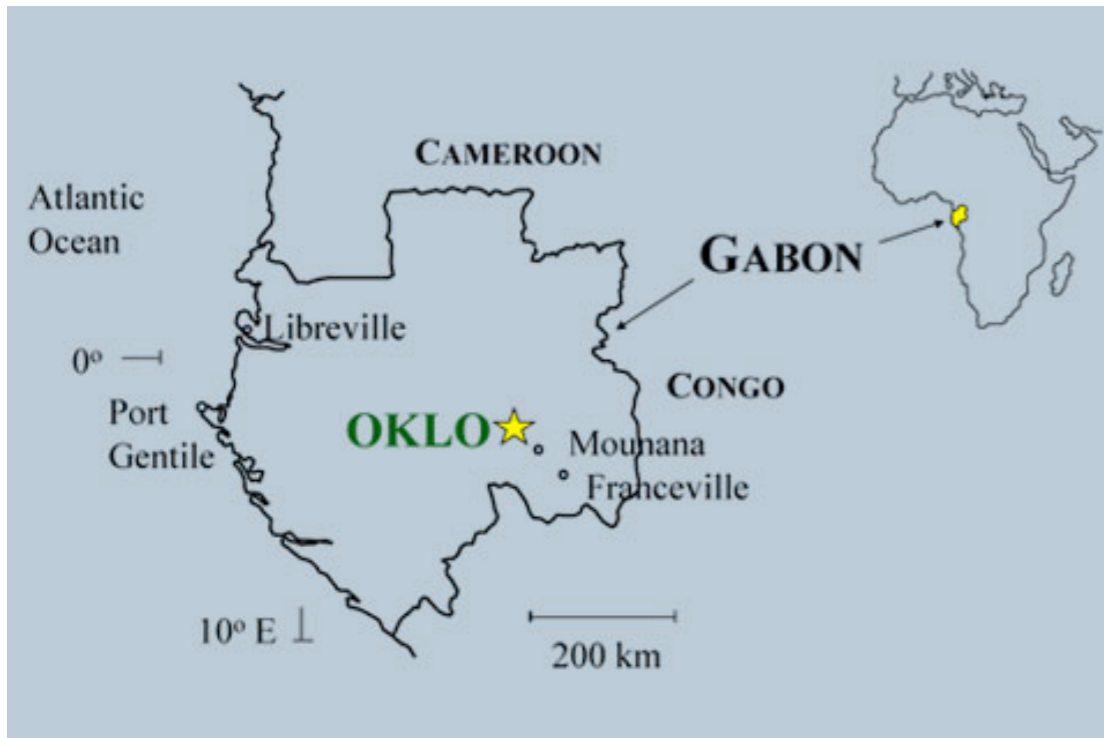 CAMEROON
Atlantic
Ocean
GABON
Libreville
0º
CONGO
Port
Gentile
OKLO
Mounana
Franceville
10º E
200 km